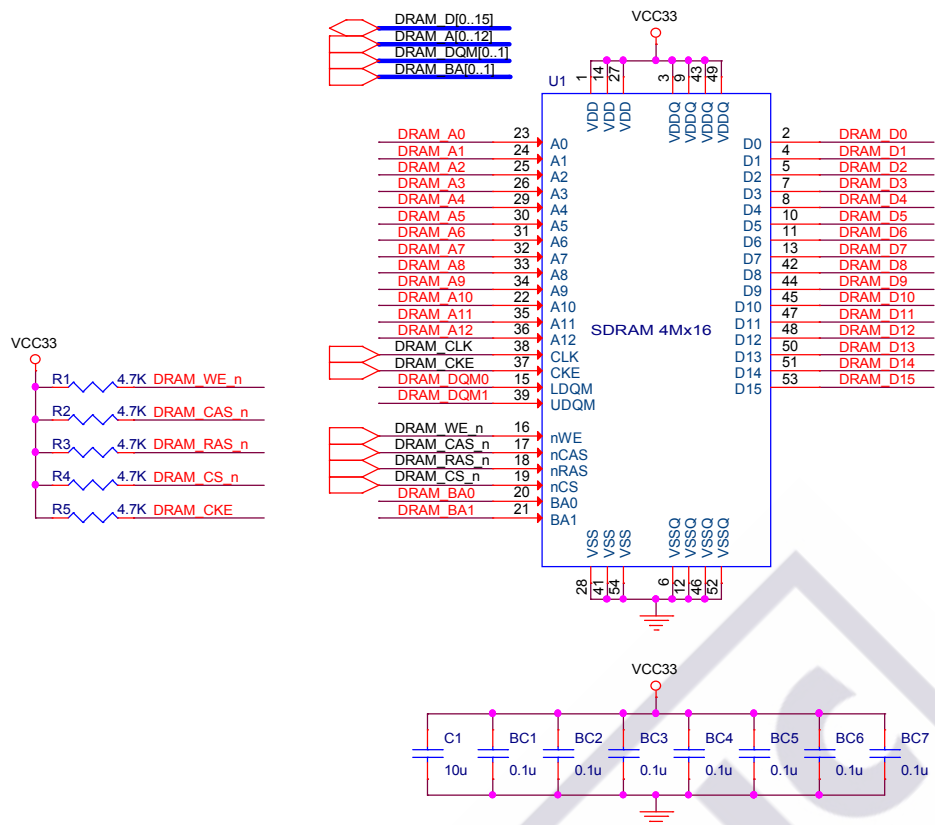 DRAM_D[0..15]
DRAM_A[0..12]
DRAM_DQM[0..1]
DRAM_BA[0..1]
VCC33
U1
1 14 27 3 9 43 49
VDD VDD VDD VDDQ VDDQ VDDQ VDDQ
DRAM_A0 23 A0 D0 2 DRAM_D0
DRAM_A1 24 A1 D1 4 DRAM_D1
DRAM_A2 25 A2 D2 5 DRAM_D2
DRAM_A3 26 A3 D3 7 DRAM_D3
DRAM_A4 29 A4 D4 8 DRAM_D4
DRAM_A5 30 A5 D5 10 DRAM_D5
DRAM_A6 31 A6 D6 11 DRAM_D6
DRAM_A7 32 A7 D7 13 DRAM_D7
DRAM_A8 33 A8 D8 42 DRAM_D8
DRAM_A9 34 A9 D9 44 DRAM_D9
DRAM_A10 22 A10 D10 45 DRAM_D10
DRAM_A11 35 A11 D11 47 DRAM_D11
DRAM_A12 36 A12 D12 48 DRAM_D12
SDRAM 4Mx16
DRAM_CLK 38 CLK D13 50 DRAM_D13
DRAM_CKE 37 CKE D14 51 DRAM_D14
DRAM_DQM0 15 LDQM D15 53 DRAM_D15
DRAM_DQM1 39 UDQM
DRAM_WE_n 16 nWE
DRAM_CAS_n 17 nCAS
DRAM_RAS_n 18 nRAS
DRAM_CS_n 19 nCS
DRAM_BA0 20 BA0
DRAM_BA1 21 BA1
VSS VSS VSS VSSQ VSSQ VSSQ VSSQ
28 41 54 6 12 46 52
VCC33
R1 4.7K DRAM_WE_n
R2 4.7K DRAM_CAS_n
R3 4.7K DRAM_RAS_n
R4 4.7K DRAM_CS_n
R5 4.7K DRAM_CKE
VCC33
C1 BC1 BC2 BC3 BC4 BC5 BC6 BC7
10u 0.1u 0.1u 0.1u 0.1u 0.1u 0.1u 0.1u